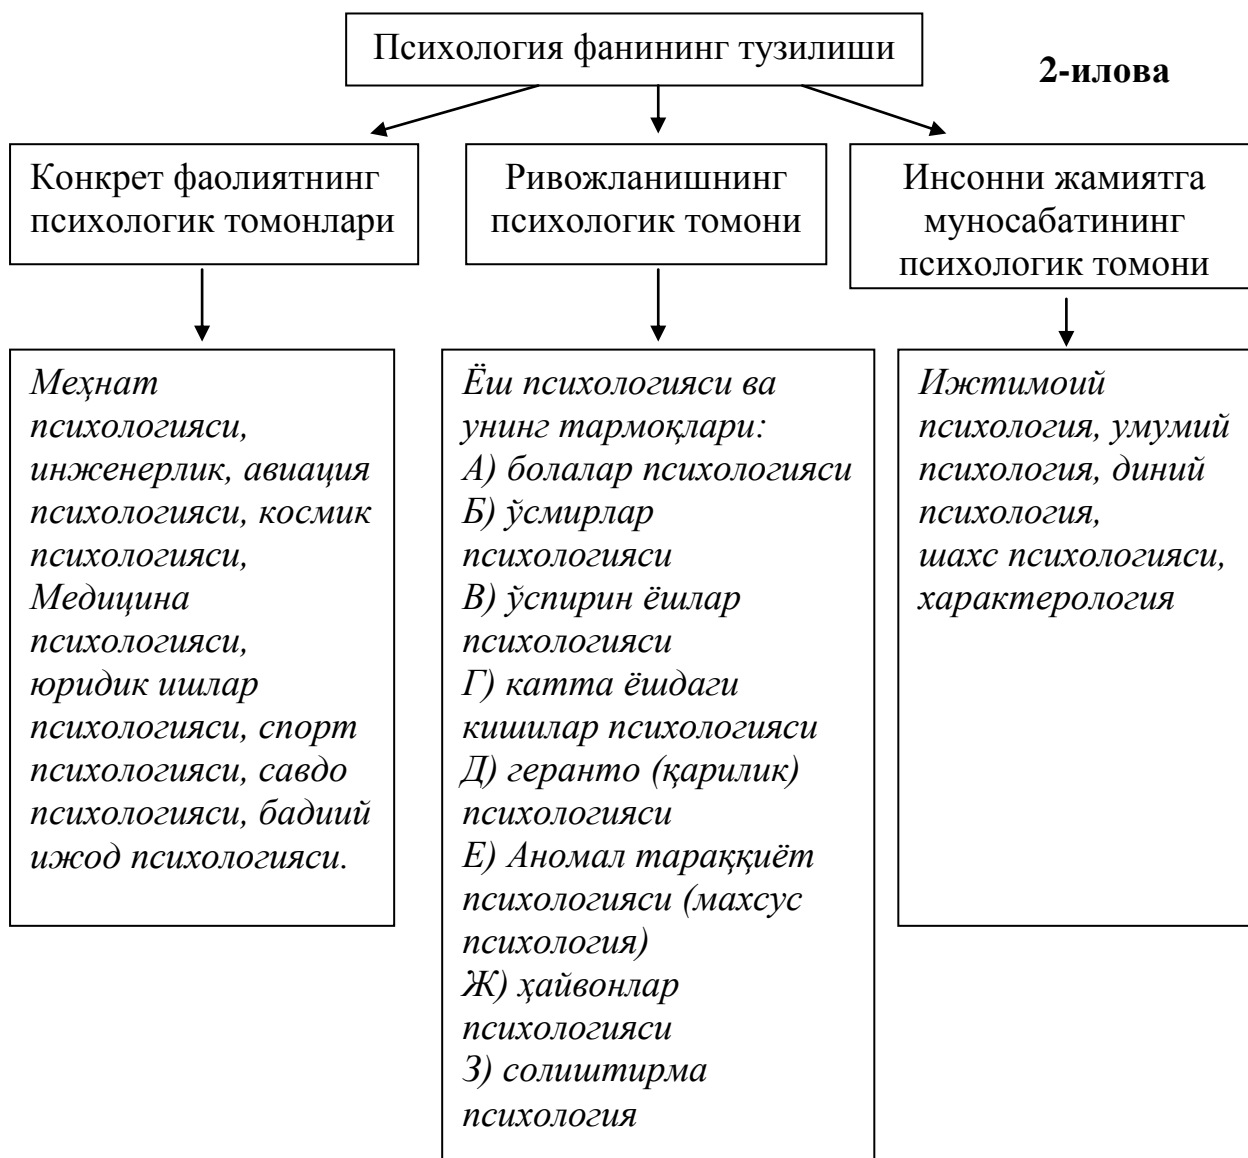 Психология фанининг тузилиши
2-илова
Конкрет фаолиятнинг
психологик томонлари
Ривожланишнинг
психологик томони
Инсонни жамиятга
муносабатининг
психологик томони
Меҳнат
психологияси,
инженерлик, авиация
психологияси, космик
психологияси,
Медицина
психологияси,
юридик ишлар
психологияси, спорт
психологияси, савдо
психологияси, бадиий
ижод психологияси.
Ёш психологияси ва
унинг тармоқлари:
А) болалар психологияси
Б) ўсмирлар
психологияси
В) ўспирин ёшлар
психологияси
Г) катта ёшдаги
кишилар психологияси
Д) геранто (қарилик)
психологияси
Е) Аномал тараққиёт
психологияси (махсус
психология)
Ж) ҳайвонлар
психологияси
З) солиштирма
психология
Ижтимоий
психология, умумий
психология, диний
психология,
шахс психологияси,
характерология